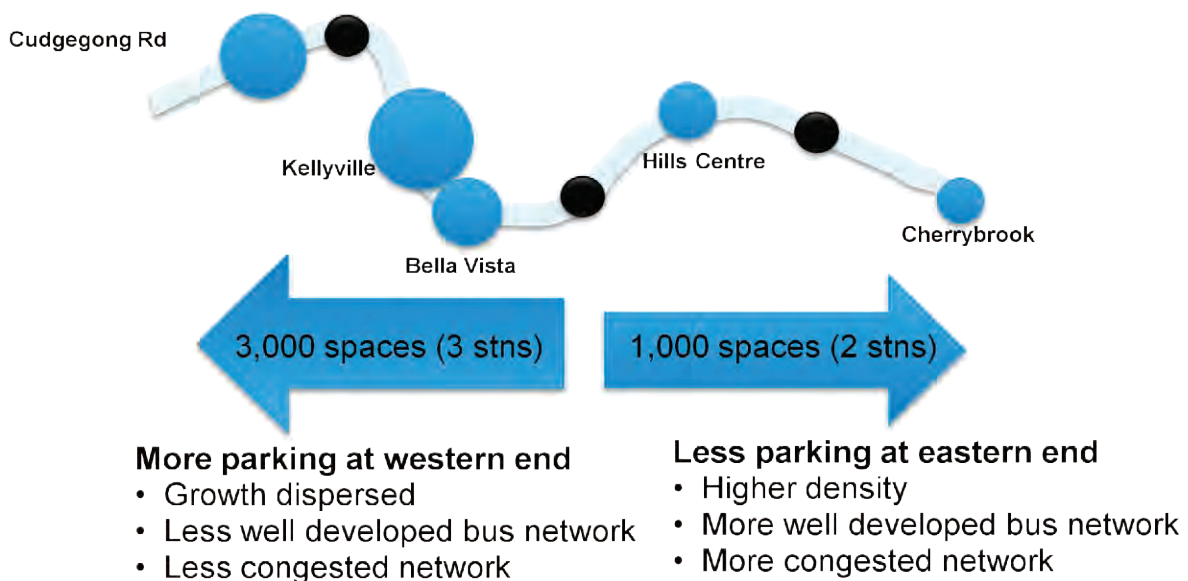 Cudgegong Rd
Kellyville
Hills Centre
Bella Vista
Cherrybrook
3,000 spaces (3 stns)
1,000 spaces (2 stns)
More parking at western end
• Growth dispersed
• Less well developed bus network
• Less congested network
Less parking at eastern end
• Higher density
• More well developed bus network
• More congested network